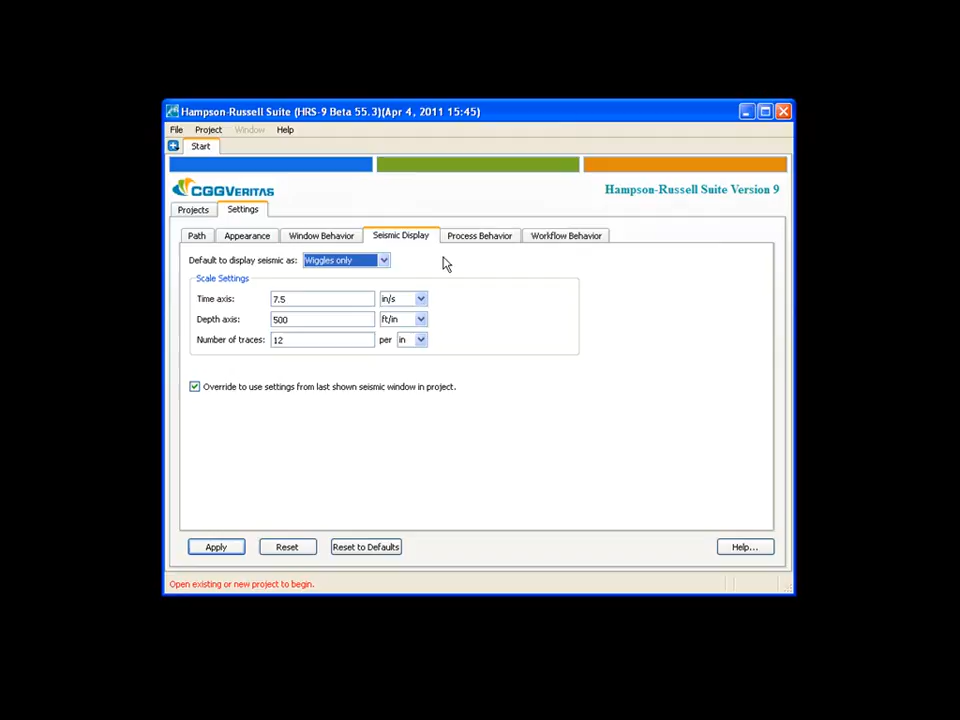 Hampson-Russell Suite (HRS-9 Beta 55.3)(Apr 4, 2011 15:45)
File Project Window Help
Start
CGGVERITAS Hampson-Russell Suite Version 9
Projects Settings
Path Appearance Window Behavior Seismic Display Process Behavior Workflow Behavior
Default to display seismic as: Wiggles only
Scale Settings
Time axis: 7.5 in/s
Depth axis: 500 ft/in
Number of traces: 12 per in
Override to use settings from last shown seismic window in project.
Apply Reset Reset to Defaults Help...
Open existing or new project to begin.